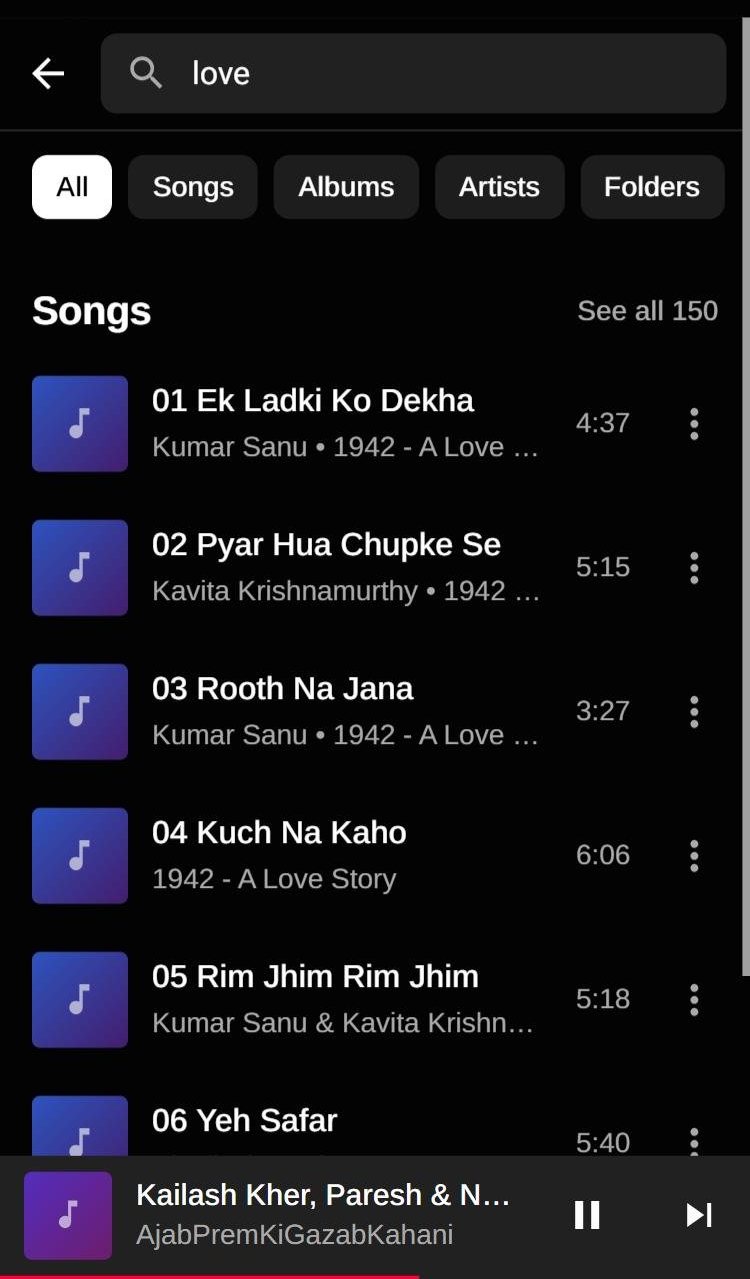 love
All Songs Albums Artists Folders
Songs See all 150
01 Ek Ladki Ko Dekha
Kumar Sanu • 1942 - A Love ...
4:37
02 Pyar Hua Chupke Se
Kavita Krishnamurthy • 1942 ...
5:15
03 Rooth Na Jana
Kumar Sanu • 1942 - A Love ...
3:27
04 Kuch Na Kaho
1942 - A Love Story
6:06
05 Rim Jhim Rim Jhim
Kumar Sanu & Kavita Krishn...
5:18
06 Yeh Safar
5:40
Kailash Kher, Paresh & N...
AjabPremKiGazabKahani